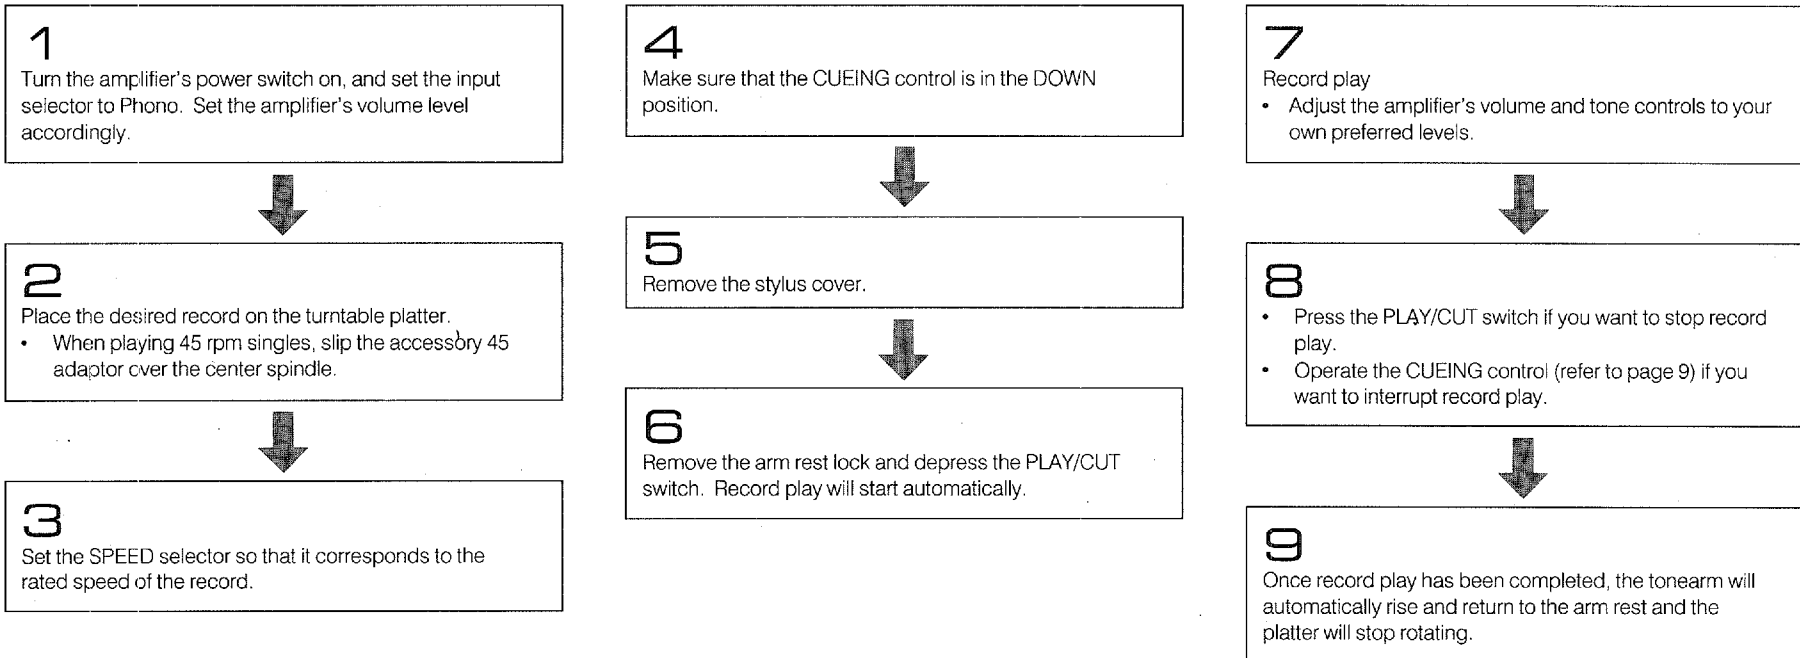 1
Turn the amplifier's power switch on, and set the input
selector to Phono. Set the amplifier's volume level
accordingly.
2
Place the desired record on the turntable platter.
• When playing 45 rpm singles, slip the accessory 45
adaptor over the center spindle.
3
Set the SPEED selector so that it corresponds to the
rated speed of the record.
4
Make sure that the CUEING control is in the DOWN
position.
5
Remove the stylus cover.
6
Remove the arm rest lock and depress the PLAY/CUT
switch. Record play will start automatically.
7
Record play
• Adjust the amplifier's volume and tone controls to your
own preferred levels.
8
• Press the PLAY/CUT switch if you want to stop record
play.
• Operate the CUEING control (refer to page 9) if you
want to interrupt record play.
9
Once record play has been completed, the tonearm will
automatically rise and return to the arm rest and the
platter will stop rotating.